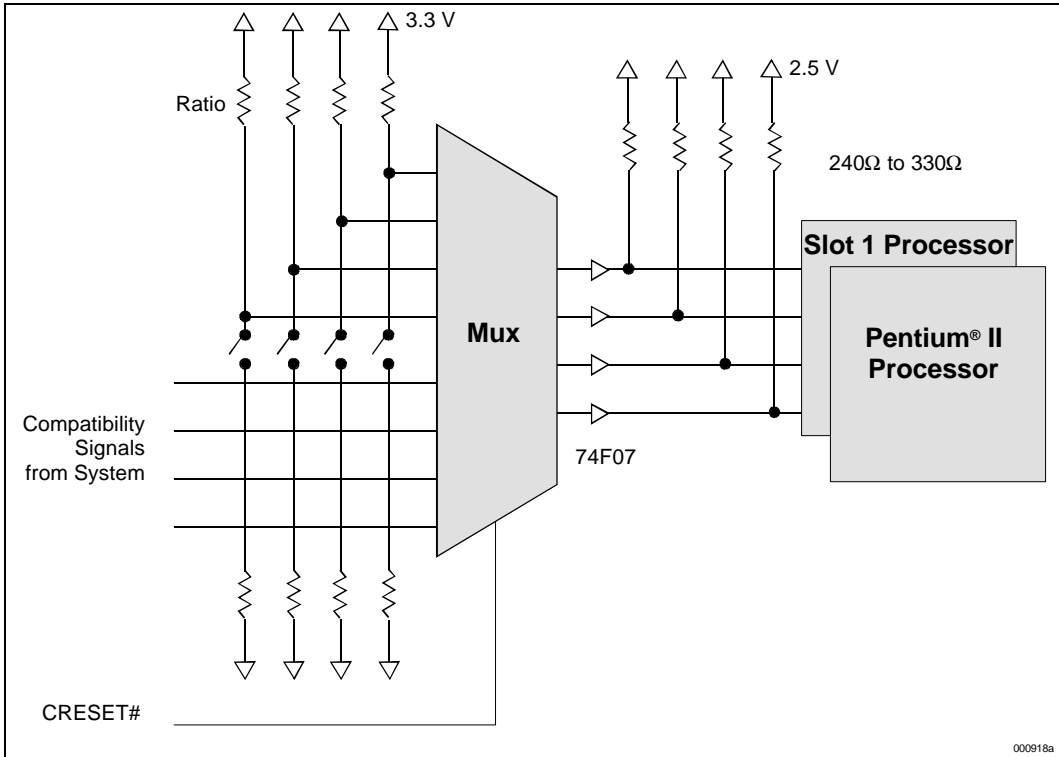 3.3 V
2.5 V
Ratio
240Ω to 330Ω
Slot 1 Processor
Mux
Pentium® II
Processor
Compatibility
Signals
from System
74F07
CRESET#
000918a